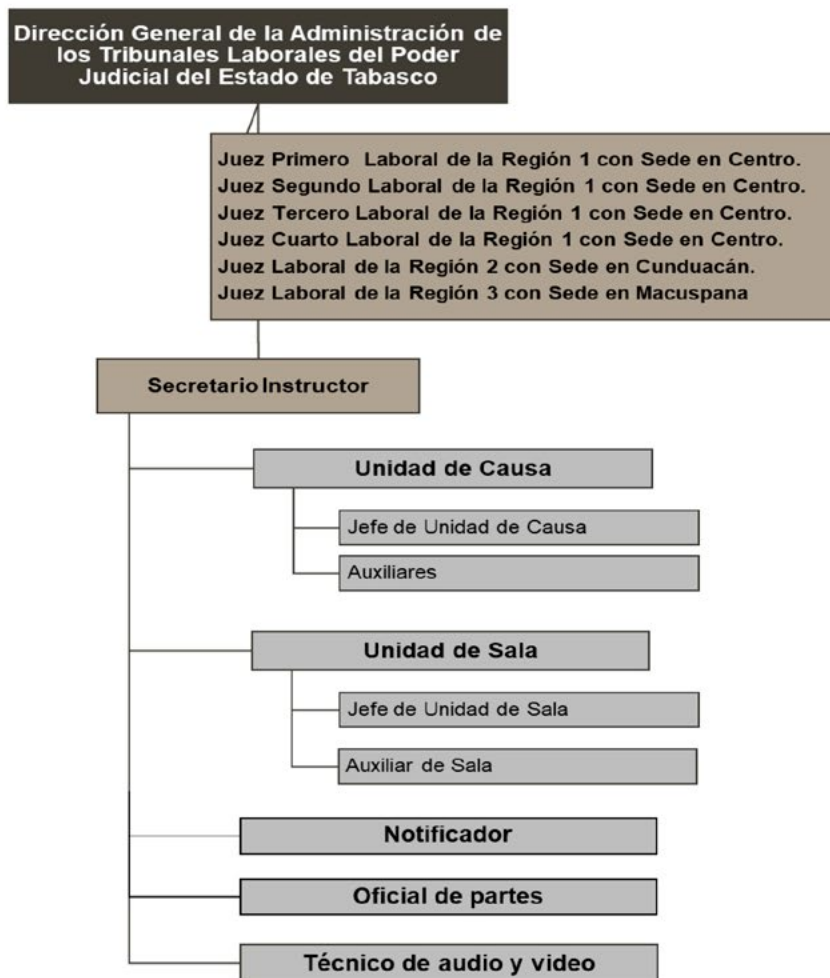 Dirección General de la Administración de
los Tribunales Laborales del Poder
Judicial del Estado de Tabasco
Juez Primero Laboral de la Región 1 con Sede en Centro.
Juez Segundo Laboral de la Región 1 con Sede en Centro.
Juez Tercero Laboral de la Región 1 con Sede en Centro.
Juez Cuarto Laboral de la Región 1 con Sede en Centro.
Juez Laboral de la Región 2 con Sede en Cunduacán.
Juez Laboral de la Región 3 con Sede en Macuspana
Secretario Instructor
Unidad de Causa
Jefe de Unidad de Causa
Auxiliares
Unidad de Sala
Jefe de Unidad de Sala
Auxiliar de Sala
Notificador
Oficial de partes
Técnico de audio y video